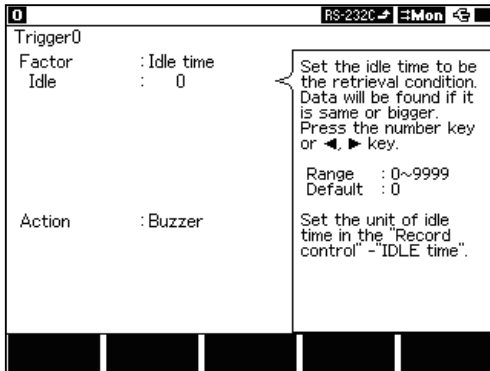 0 RS-232C Mon
Trigger0
Factor : Idle time
Idle : 0
Action : Buzzer
Set the idle time to be
the retrieval condition.
Data will be found if it
is same or bigger.
Press the number key
or ◀, ▶ key.
Range : 0~9999
Default : 0
Set the unit of idle
time in the "Record
control" -"IDLE time".